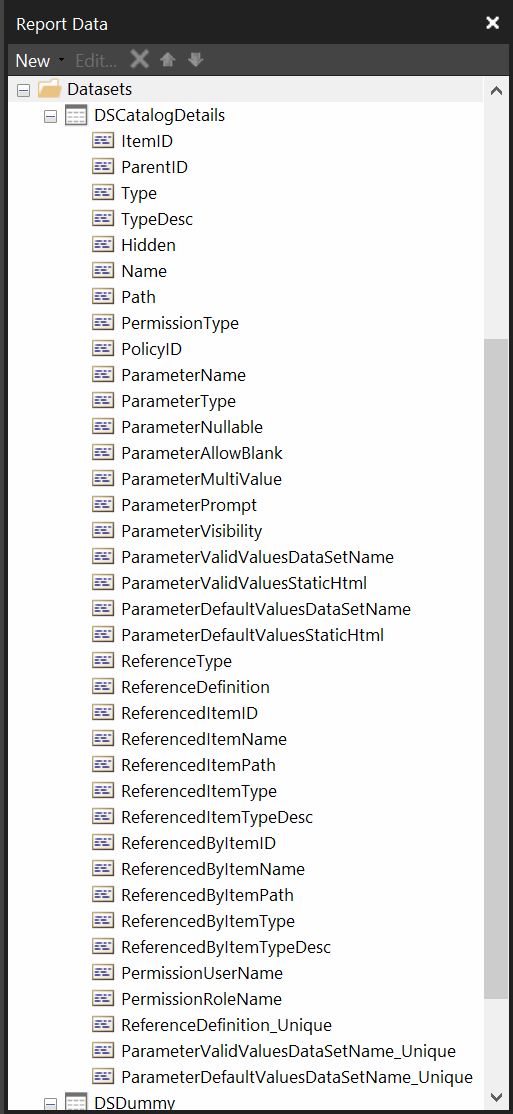 Report Data
New Edit...
Datasets
DSCatalogDetails
ItemID
ParentID
Type
TypeDesc
Hidden
Name
Path
PermissionType
PolicyID
ParameterName
ParameterType
ParameterNullable
ParameterAllowBlank
ParameterMultiValue
ParameterPrompt
ParameterVisibility
ParameterValidValuesDataSetName
ParameterValidValuesStaticHtml
ParameterDefaultValuesDataSetName
ParameterDefaultValuesStaticHtml
ReferenceType
ReferenceDefinition
ReferencedItemID
ReferencedItemName
ReferencedItemPath
ReferencedItemType
ReferencedItemTypeDesc
ReferencedByItemID
ReferencedByItemName
ReferencedByItemPath
ReferencedByItemType
ReferencedByItemTypeDesc
PermissionUserName
PermissionRoleName
ReferenceDefinition_Unique
ParameterValidValuesDataSetName_Unique
ParameterDefaultValuesDataSetName_Unique
DSDummy